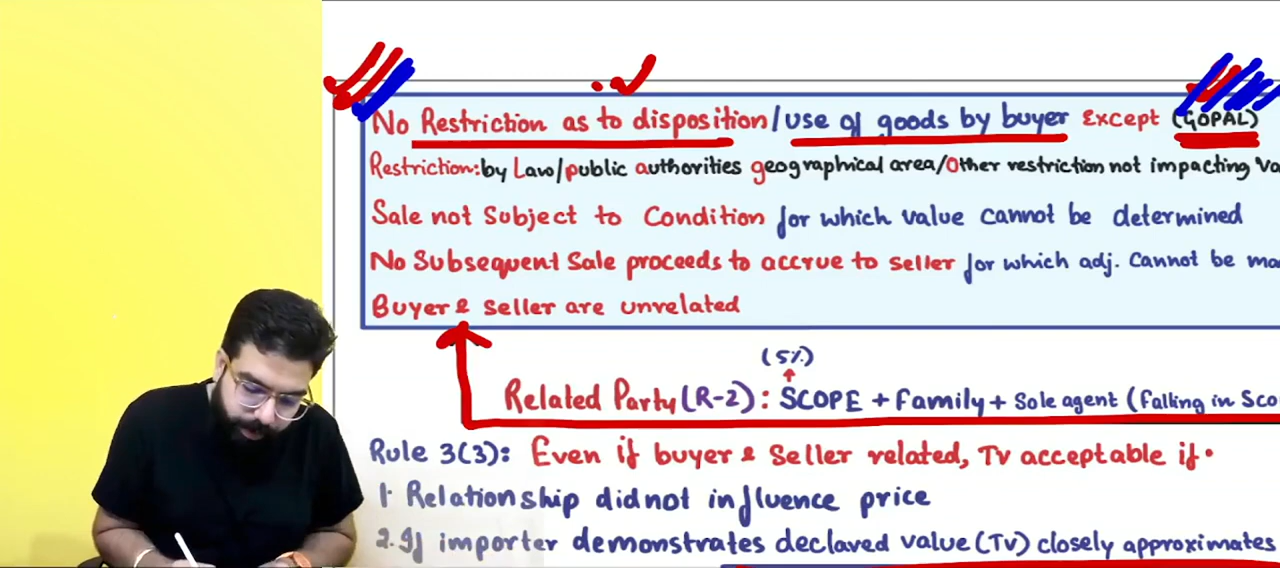 No Restriction as to disposition/use of goods by buyer Except (GOPAL)
Restriction:by Law/public authorities geographical area/Other restriction not impacting Va
Sale not Subject to Condition for which value cannot be determined
No Subsequent Sale proceeds to accrue to seller for which adj. Cannot be ma
Buyer & Seller are unrelated
(5%)
Related Party (R-2): SCOPE + Family + Sole agent (falling in Sco
Rule 3(3): Even if buyer & Seller related, TV acceptable if
1. Relationship did not influence price
2. If importer demonstrates declared value (TV) closely approximates